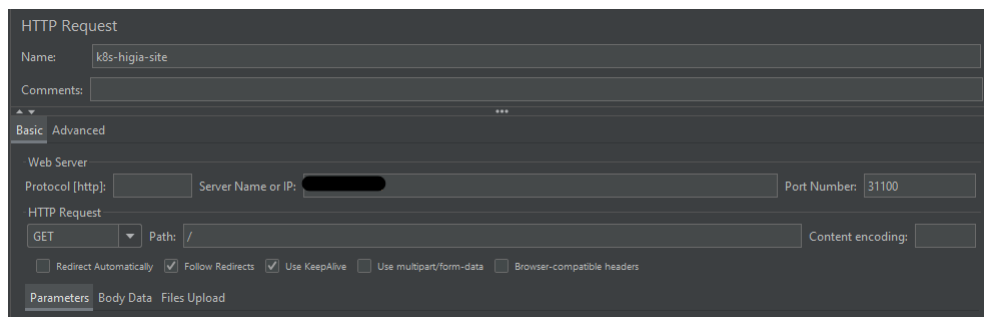 HTTP Request
Name: k8s-higia-site
Comments:
Basic Advanced
Web Server
Protocol [http]: Server Name or IP: Port Number: 31100
HTTP Request
GET Path: / Content encoding:
Redirect Automatically Follow Redirects Use KeepAlive Use multipart/form-data Browser-compatible headers
Parameters Body Data Files Upload